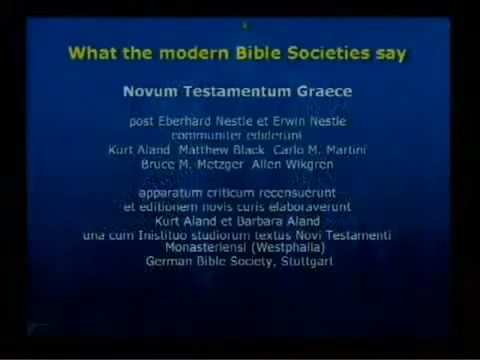 What the modern Bible Societies say
Novum Testamentum Graece
post Eberhard Nestle et Erwin Nestle
communiter ediderunt
Kurt Aland Matthew Black Carlo M. Martini
Bruce M. Metzger Allen Wikgren
apparatum criticum recensuerunt
et editionem novis curis elaboraverunt
Kurt Aland et Barbara Aland
una cum Inistituo studiorum textus Novi Testamenti
Monasteriensi (Westphalia)
German Bible Society, Stuttgart